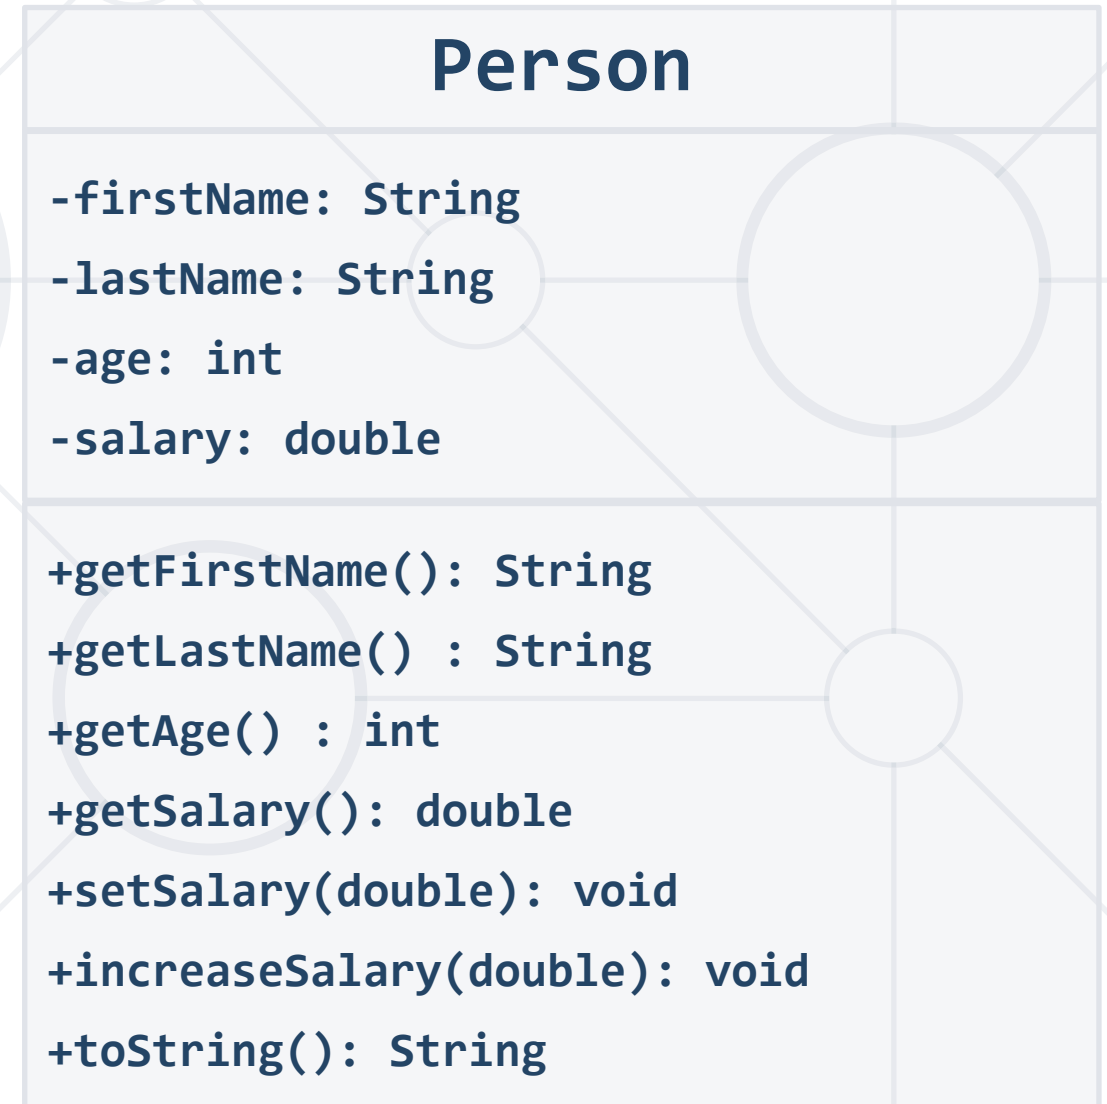 Person
-firstName: String
-lastName: String
-age: int
-salary: double
+getFirstName(): String
+getLastName() : String
+getAge() : int
+getSalary(): double
+setSalary(double): void
+increaseSalary(double): void
+toString(): String